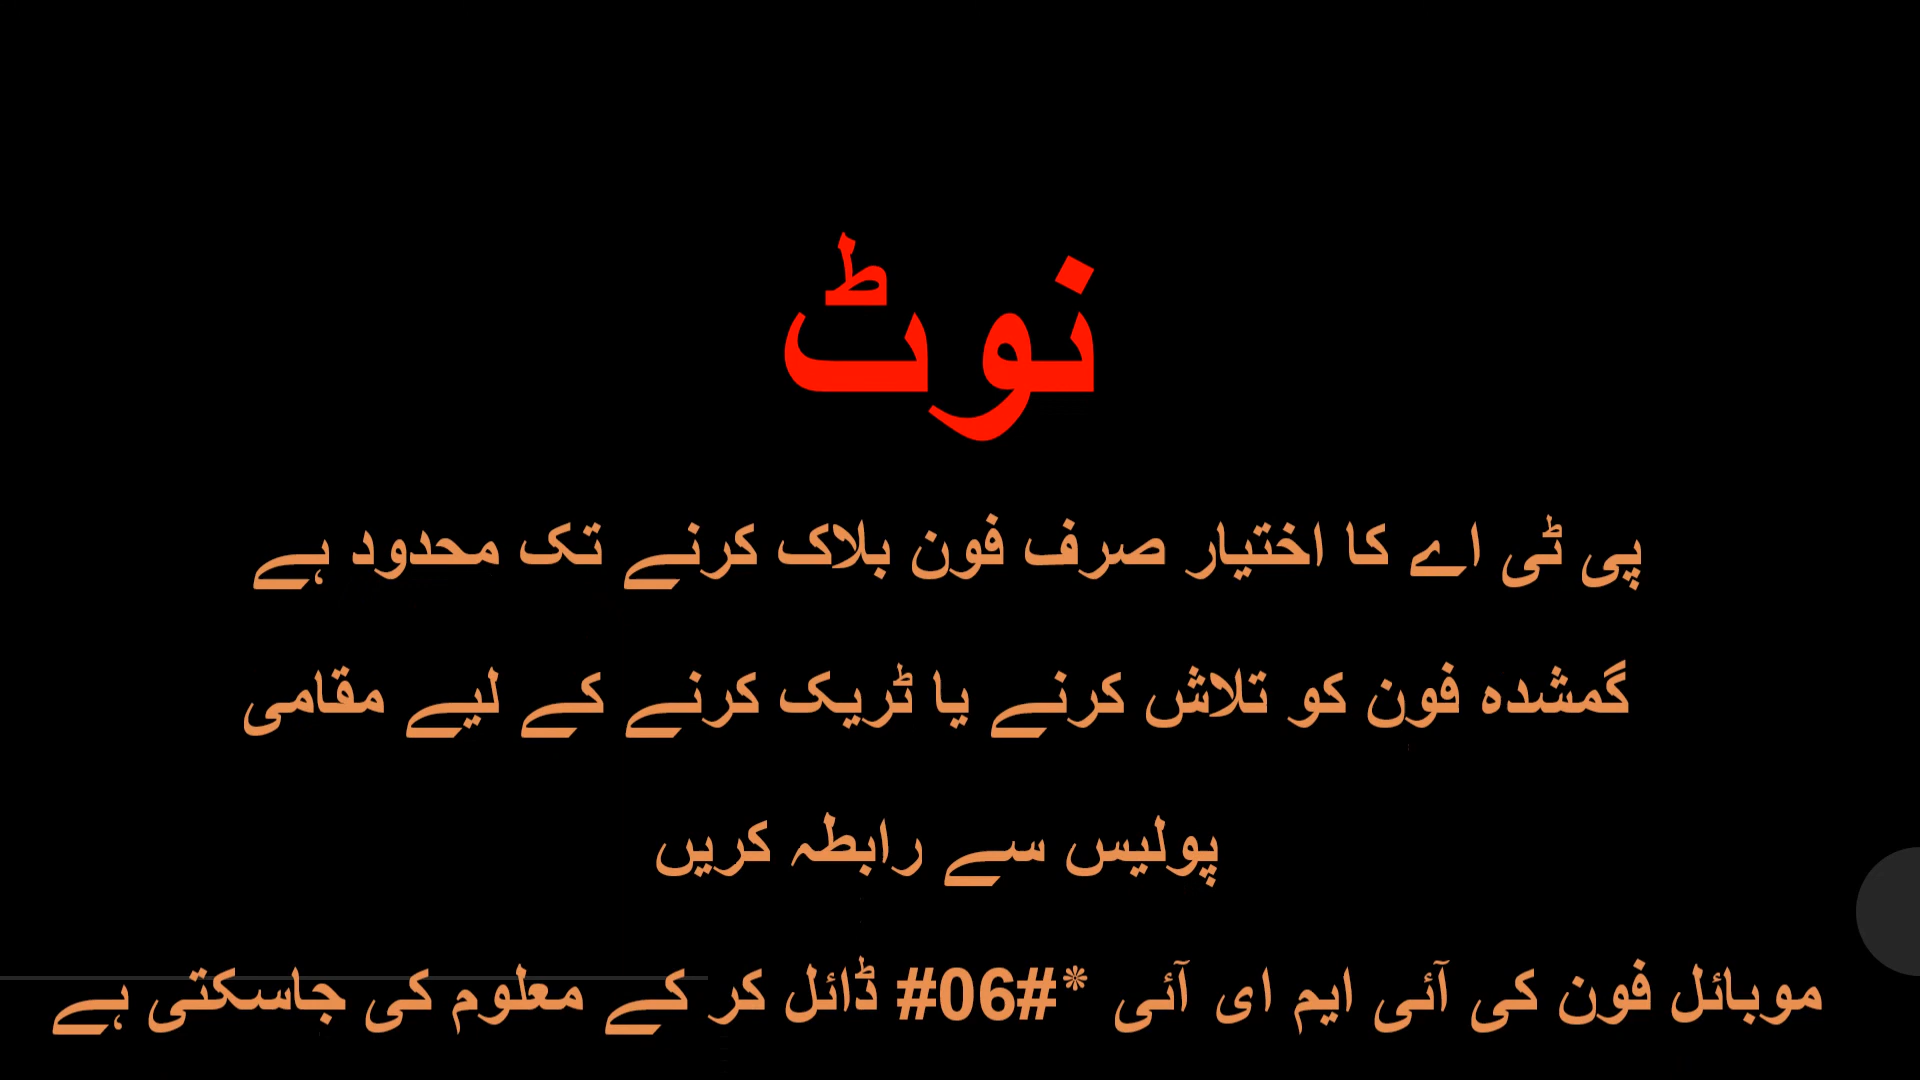 نوٹ
پی ٹی اے کا اختیار صرف فون بلاک کرنے تک محدود ہے
گمشدہ فون کو تلاش کرنے یا ٹریک کرنے کے لیے مقامی
پولیس سے رابطہ کریں
موبائل فون کی آئی ایم ای آئی *#06# ڈائل کر کے معلوم کی جاسکتی ہے